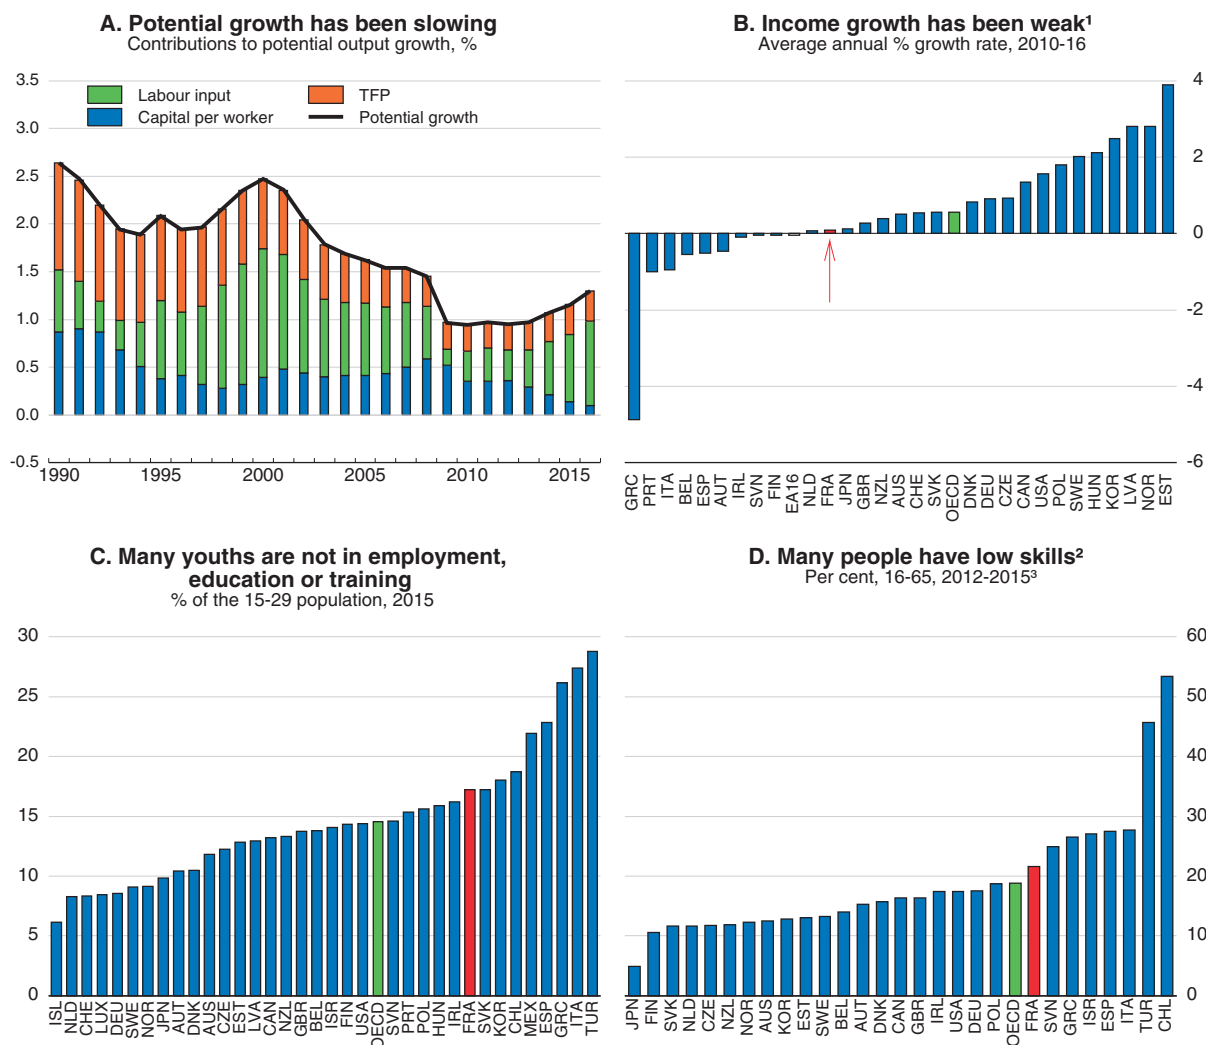 A. Potential growth has been slowing
Contributions to potential output growth, %
3.5
3.0
2.5
2.0
1.5
1.0
0.5
0.0
-0.5
Labour input
TFP
Capital per worker
Potential growth
1990
1995
2000
2005
2010
2015
B. Income growth has been weak¹
Average annual % growth rate, 2010-16
4
2
0
-2
-4
-6
GRC
PRT
ITA
BEL
ESP
AUT
IRL
SVN
FIN
EA16
NLD
FRA
JPN
GBR
NZL
AUS
CHE
SVK
OECD
DNK
DEU
CZE
CAN
USA
POL
SWE
HUN
KOR
LVA
NOR
EST
C. Many youths are not in employment,
education or training
% of the 15-29 population, 2015
30
25
20
15
10
5
0
ISL
NLD
CHE
LUX
DEU
SWE
NOR
JPN
AUT
DNK
AUS
CZE
EST
LVA
CAN
NZL
GBR
BEL
ISR
FIN
USA
OECD
SVN
PRT
POL
HUN
IRL
FRA
SVK
KOR
CHL
MEX
ESP
GRC
ITA
TUR
D. Many people have low skills²
Per cent, 16-65, 2012-2015³
60
50
40
30
20
10
0
JPN
FIN
SVK
NLD
CZE
NZL
NOR
AUS
KOR
EST
SWE
BEL
AUT
DNK
CAN
GBR
IRL
USA
DEU
POL
OECD
FRA
SVN
GRC
ISR
ESP
ITA
TUR
CHL